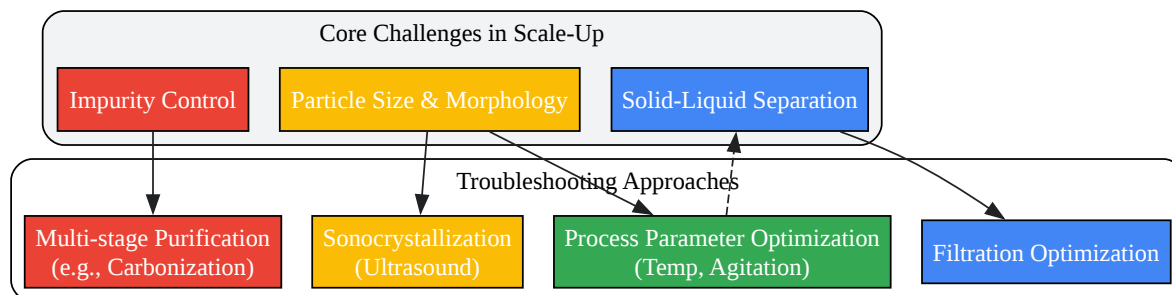 Core Challenges in Scale-Up
Impurity Control
Particle Size & Morphology
Solid-Liquid Separation
Troubleshooting Approaches
Multi-stage Purification
(e.g., Carbonization)
Sonocrystallization
(Ultrasound)
Process Parameter Optimization
(Temp, Agitation)
Filtration Optimization